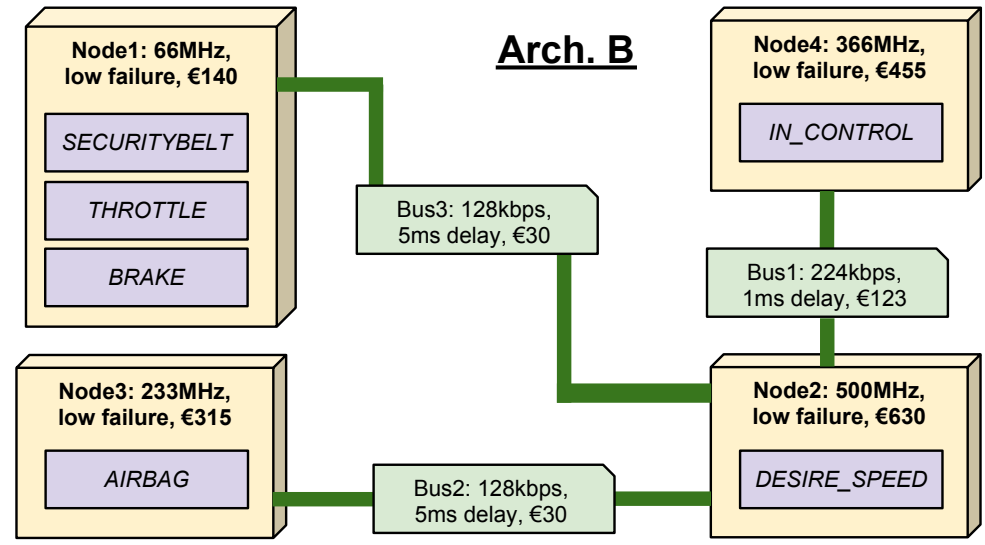 Arch. B
Node1: 66MHz,
low failure, €140
SECURITYBELT
THROTTLE
BRAKE
Node4: 366MHz,
low failure, €455
IN_CONTROL
Bus3: 128kbps,
5ms delay, €30
Bus1: 224kbps,
1ms delay, €123
Node3: 233MHz,
low failure, €315
AIRBAG
Bus2: 128kbps,
5ms delay, €30
Node2: 500MHz,
low failure, €630
DESIRE_SPEED